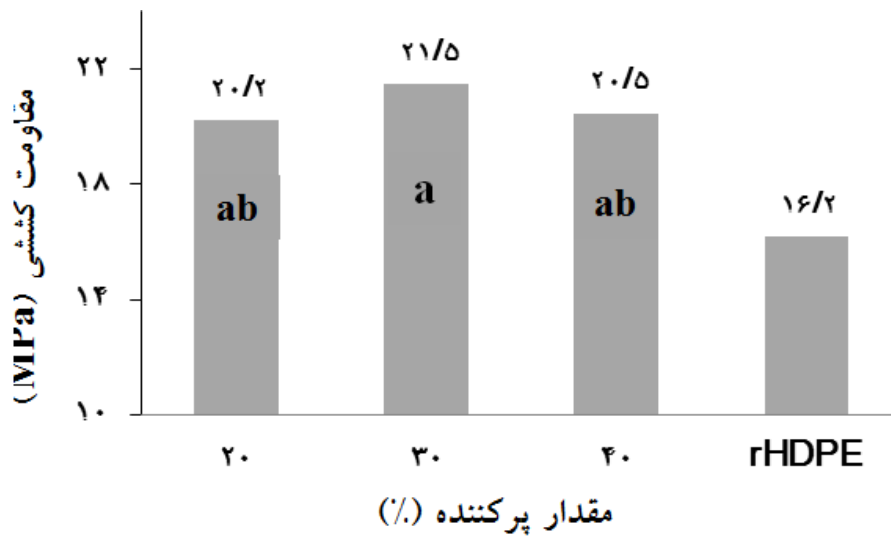 مقاومت کششی (MPa)
۲۲
۱۸
۱۴
۱۰
۲۰/۲
۲۱/۵
۲۰/۵
۱۶/۲
ab
a
ab
۲۰
۳۰
۴۰
rHDPE
مقدار پرکننده (٪)